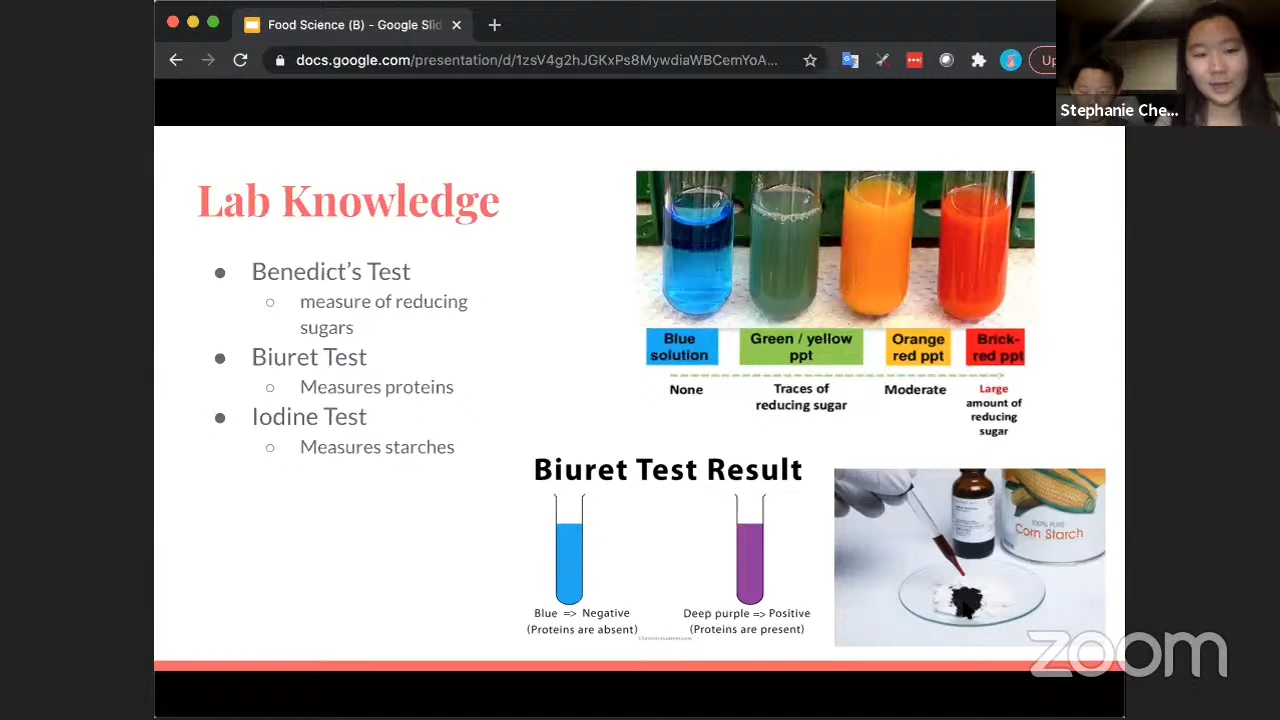 Food Science (B) - Google Slid
docs.google.com/presentation/d/1zsV4g2hJGKxPs8MywdiaWBCemYoA...
Up
Stephanie Che...
Lab Knowledge
Benedict's Test
measure of reducing
sugars
Biuret Test
Measures proteins
Iodine Test
Measures starches
Blue
solution
Green / yellow
ppt
Orange
red ppt
Brick-
red ppt
None
Traces of
reducing sugar
Moderate
Large
amount of
reducing
sugar
Biuret Test Result
Blue => Negative
(Proteins are absent)
Deep purple => Positive
(Proteins are present)
100% PURE
Corn Starch
zoom